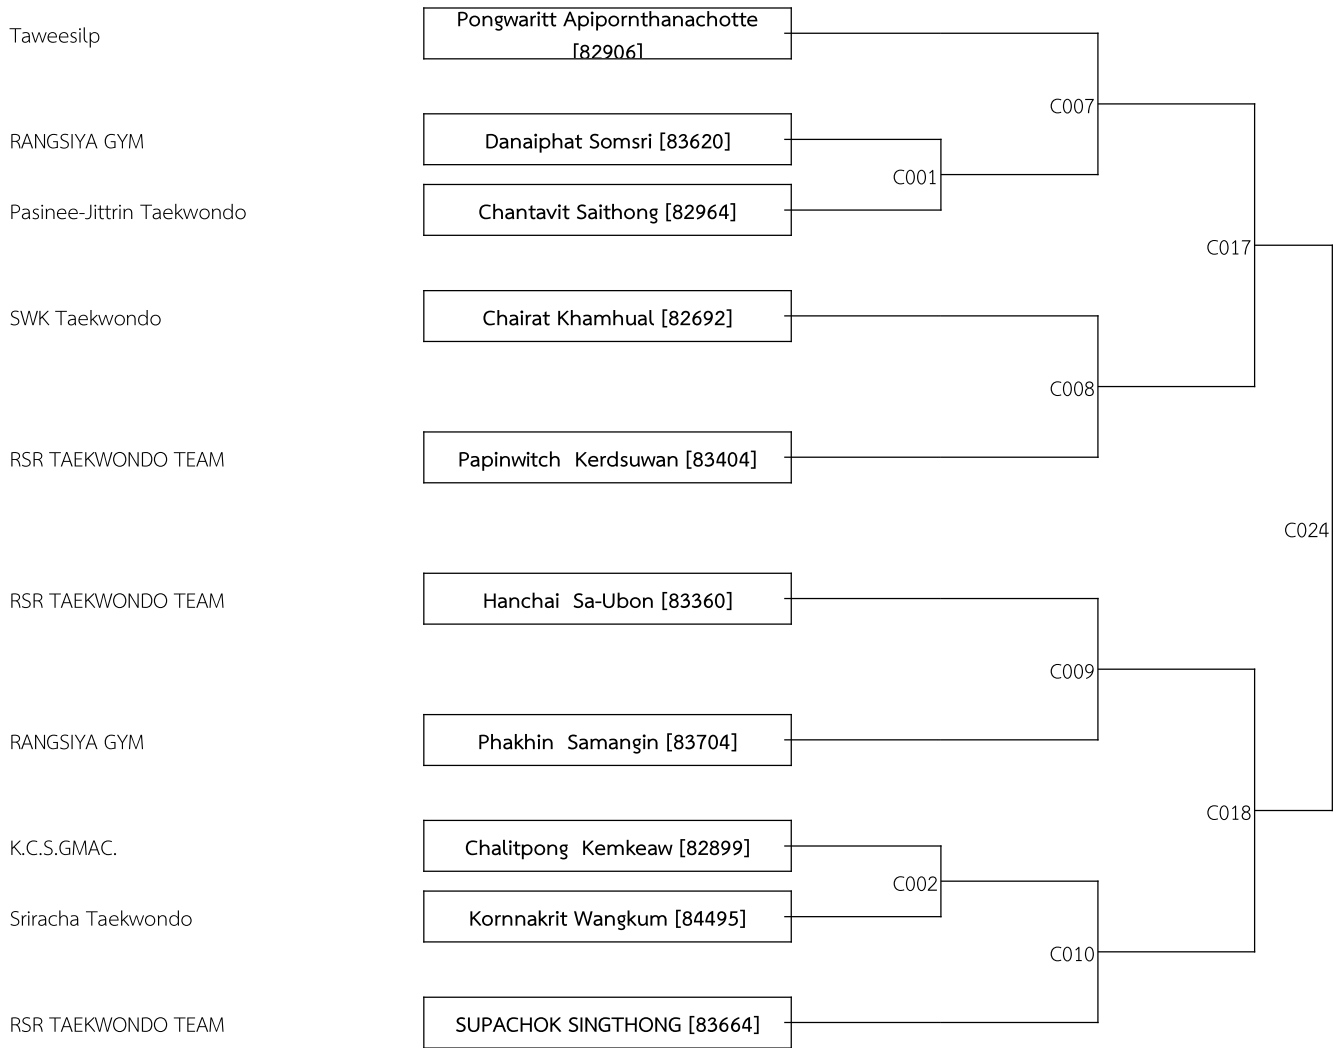 Taweesilp
Pongwaritt Apipornthanachotte
[82906]
C007
RANGSIYA GYM
Danaiphat Somsri [83620]
C001
Pasinee-Jittrin Taekwondo
Chantavit Saithong [82964]
C017
SWK Taekwondo
Chairat Khamhual [82692]
C008
RSR TAEKWONDO TEAM
Papinwitch  Kerdsuwan [83404]
C024
RSR TAEKWONDO TEAM
Hanchai  Sa-Ubon [83360]
C009
RANGSIYA GYM
Phakhin  Samangin [83704]
C018
K.C.S.GMAC.
Chalitpong  Kemkeaw [82899]
C002
Sriracha Taekwondo
Kornnakrit Wangkum [84495]
C010
RSR TAEKWONDO TEAM
SUPACHOK SINGTHONG [83664]